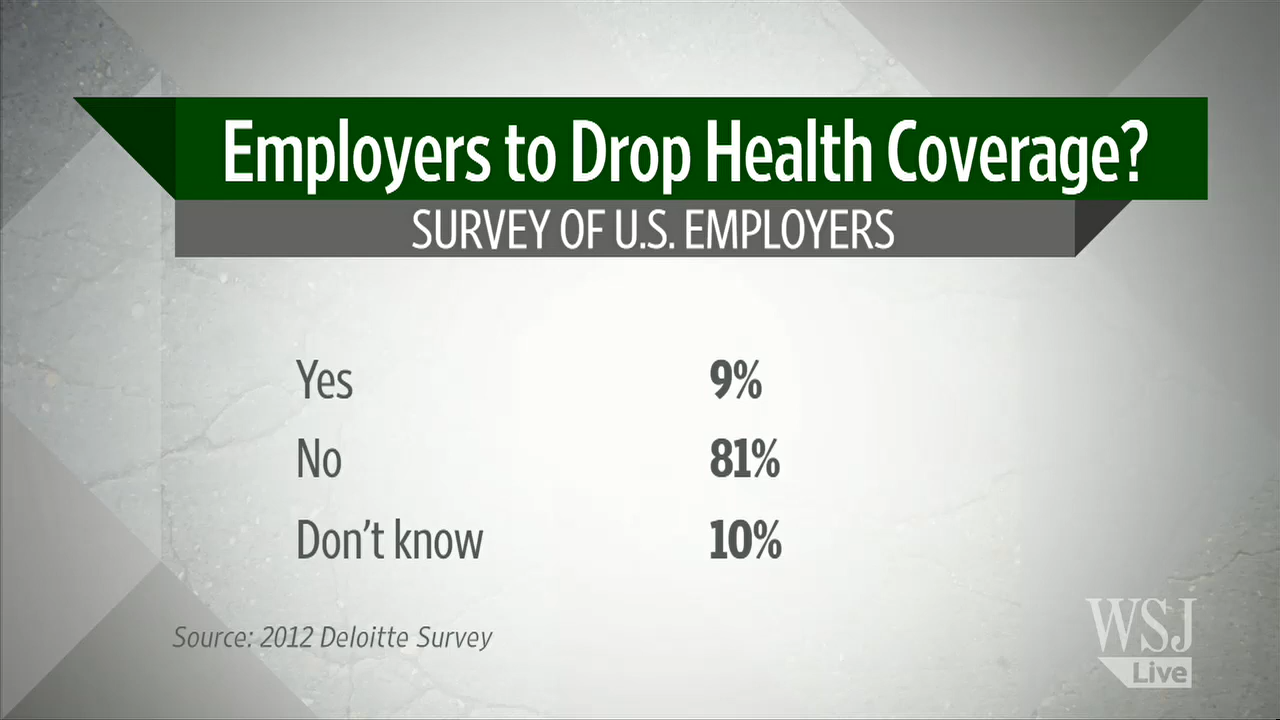 Employers to Drop Health Coverage?
SURVEY OF U.S. EMPLOYERS
Yes 9%
No 81%
Don't know 10%
Source: 2012 Deloitte Survey
WSJ
Live